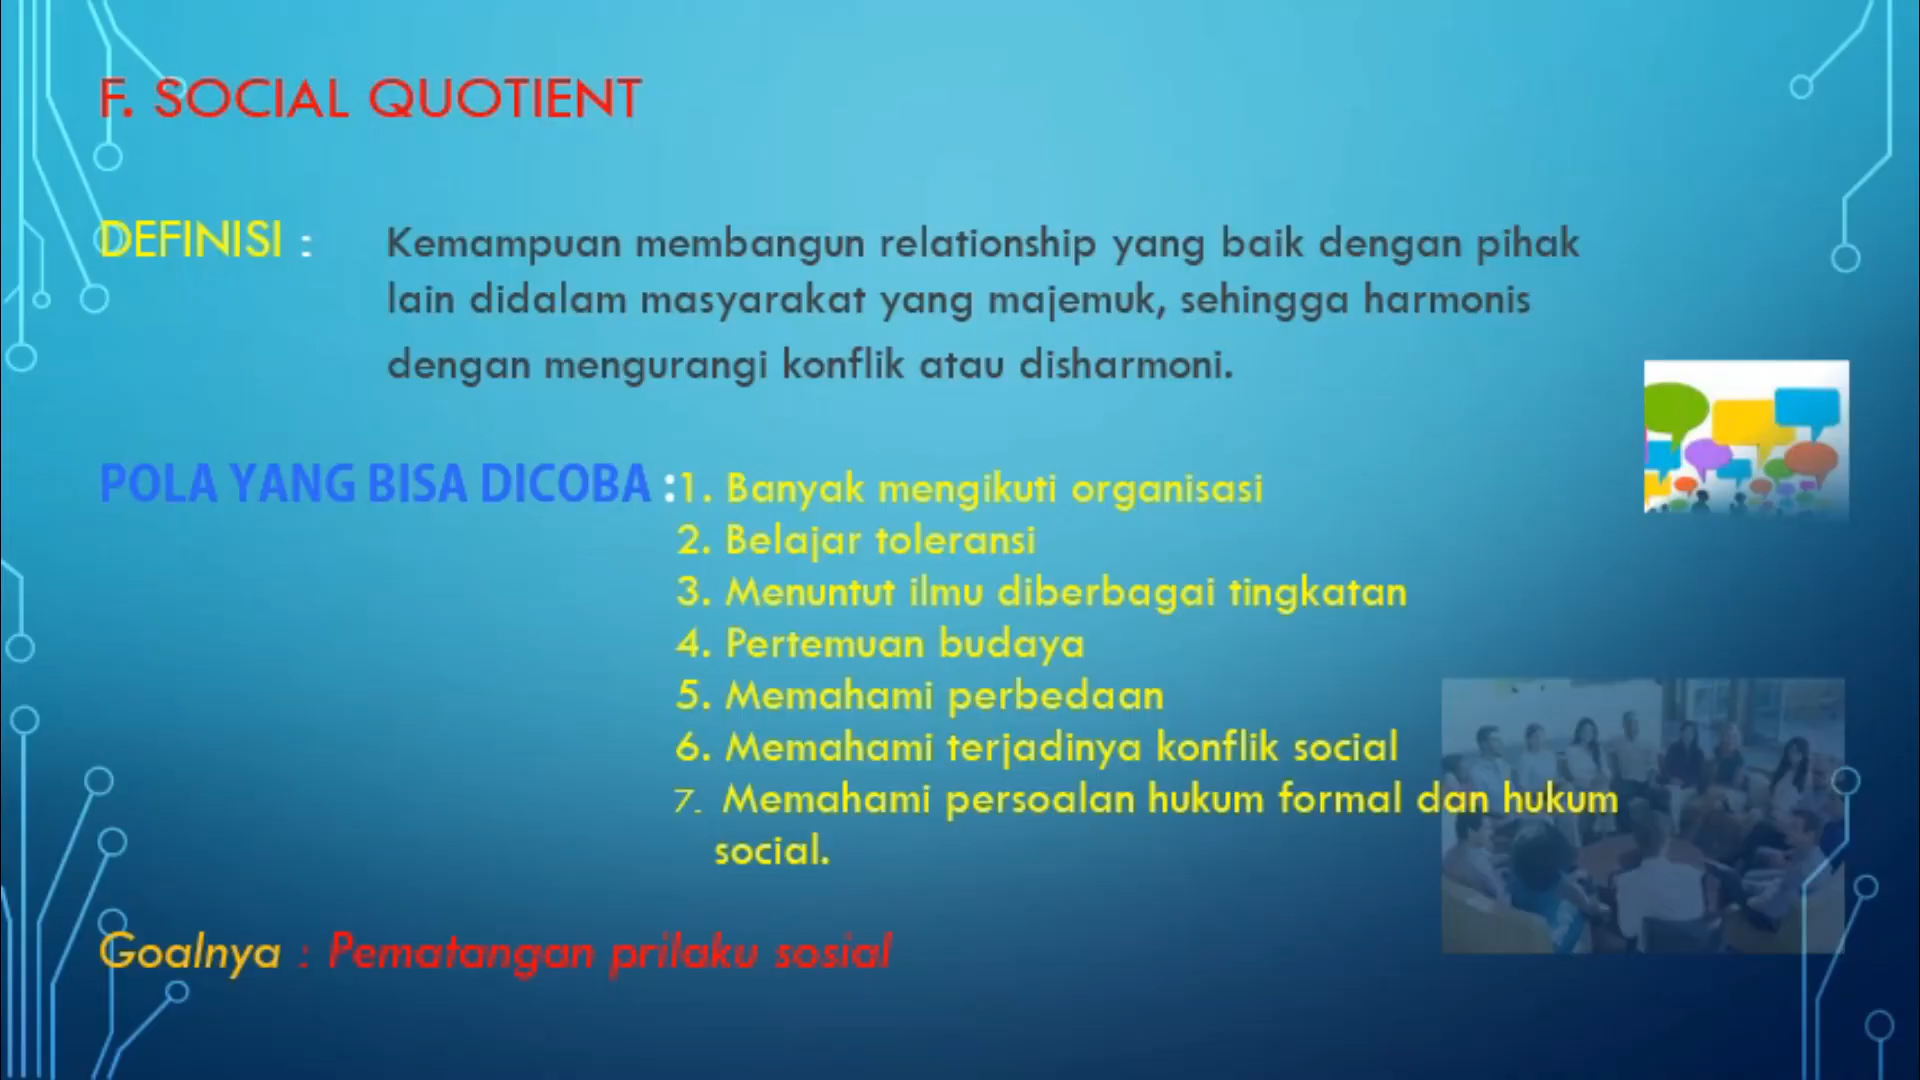 F. SOCIAL QUOTIENT
DEFINISI : Kemampuan membangun relationship yang baik dengan pihak
lain didalam masyarakat yang majemuk, sehingga harmonis
dengan mengurangi konflik atau disharmoni.
POLA YANG BISA DICOBA :1. Banyak mengikuti organisasi
2. Belajar toleransi
3. Menuntut ilmu diberbagai tingkatan
4. Pertemuan budaya
5. Memahami perbedaan
6. Memahami terjadinya konflik social
7. Memahami persoalan hukum formal dan hukum
social.
Goalnya : Pematangan prilaku sosial